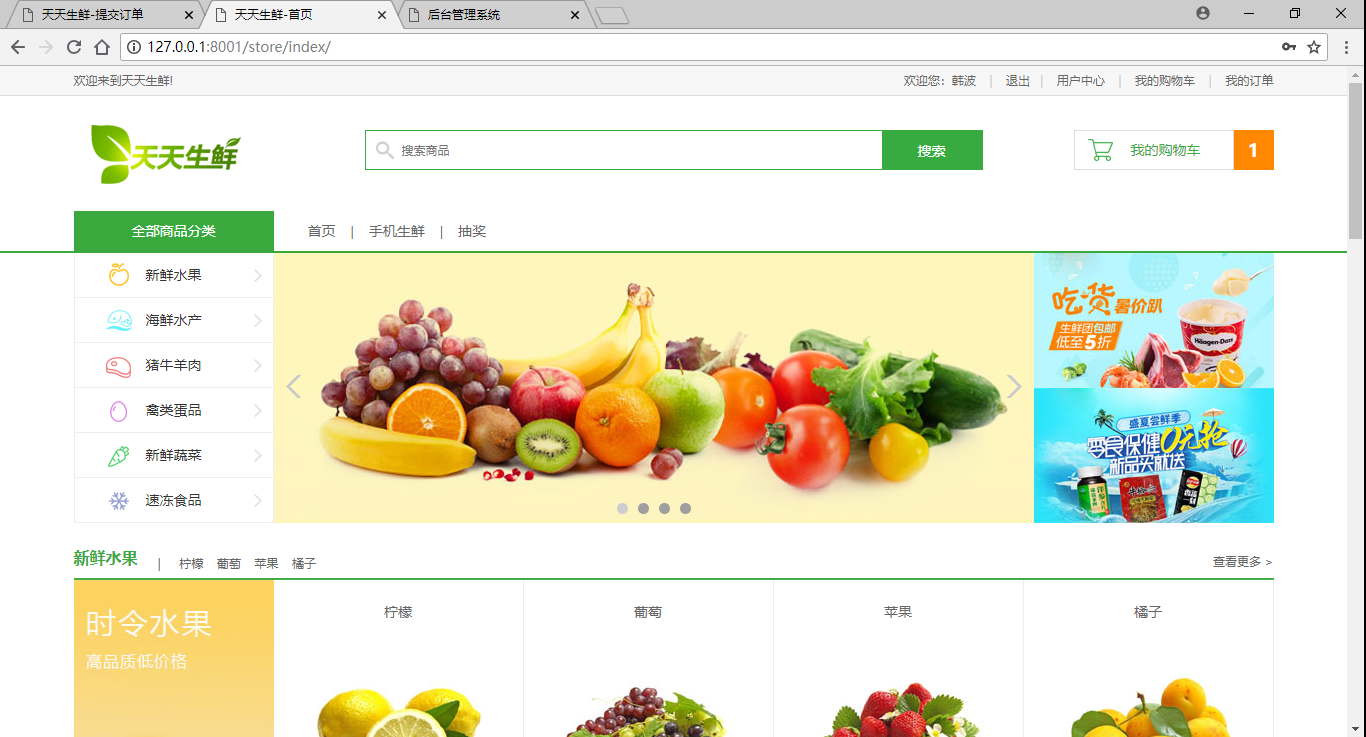 天天生鲜-提交订单 天天生鲜-首页 后台管理系统
127.0.0.1:8001/store/index/
欢迎来到天天生鲜! 欢迎您：韩波 | 退出 | 用户中心 | 我的购物车 | 我的订单
天天生鲜 搜索商品 搜索 我的购物车 1
全部商品分类 首页 | 手机生鲜 | 抽奖
新鲜水果
海鲜水产
猪牛羊肉
禽类蛋品
新鲜蔬菜
速冻食品
吃货暑价趴
生鲜团包邮
低至5折
Häagen-Dazs
盛夏尝鲜季
零食保健0元抢
新品买就送
新鲜水果 | 柠檬 葡萄 苹果 橘子 查看更多 >
时令水果
高品质低价格
柠檬 葡萄 苹果 橘子